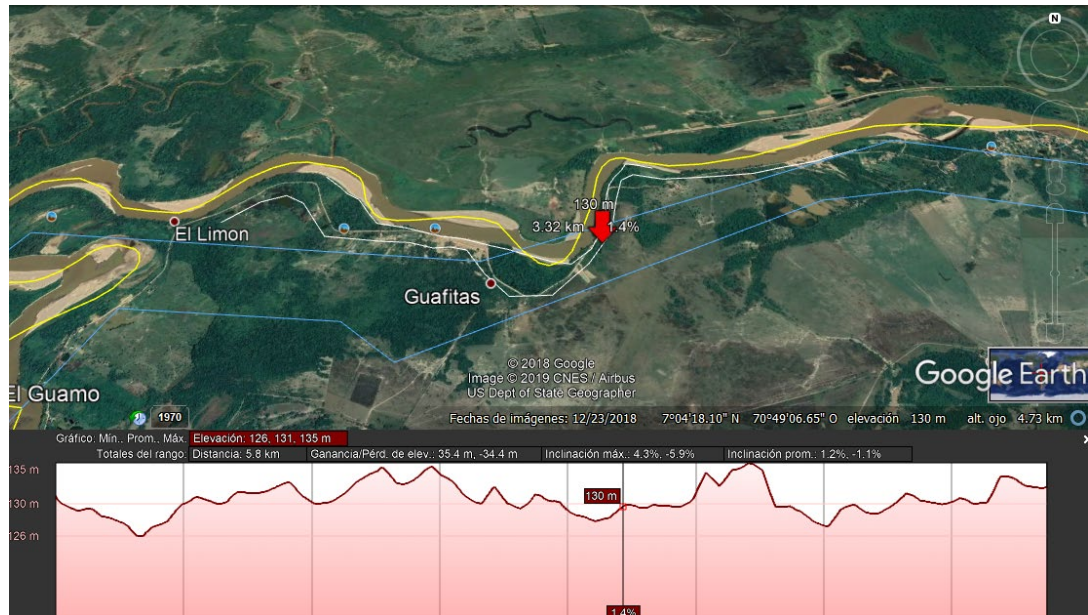 N
El Limon
130 m
3.32 km
1.4%
Guafitas
El Guamo
© 2018 Google
Image © 2019 CNES / Airbus
US Dept of State Geographer
Google Earth
1970
Fechas de imágenes: 12/23/2018 7°04'18.10" N 70°49'06.65" O elevación 130 m alt. ojo 4.73 km
Gráfico: Mín., Prom., Máx. Elevación: 126, 131, 135 m
Totales del rango: Distancia: 5.8 km Ganancia/Pérd. de elev.: 35.4 m, -34.4 m Inclinación máx.: 4.3%, -5.9% Inclinación prom.: 1.2%, -1.1%
135 m
130 m
130 m
126 m
1.4%